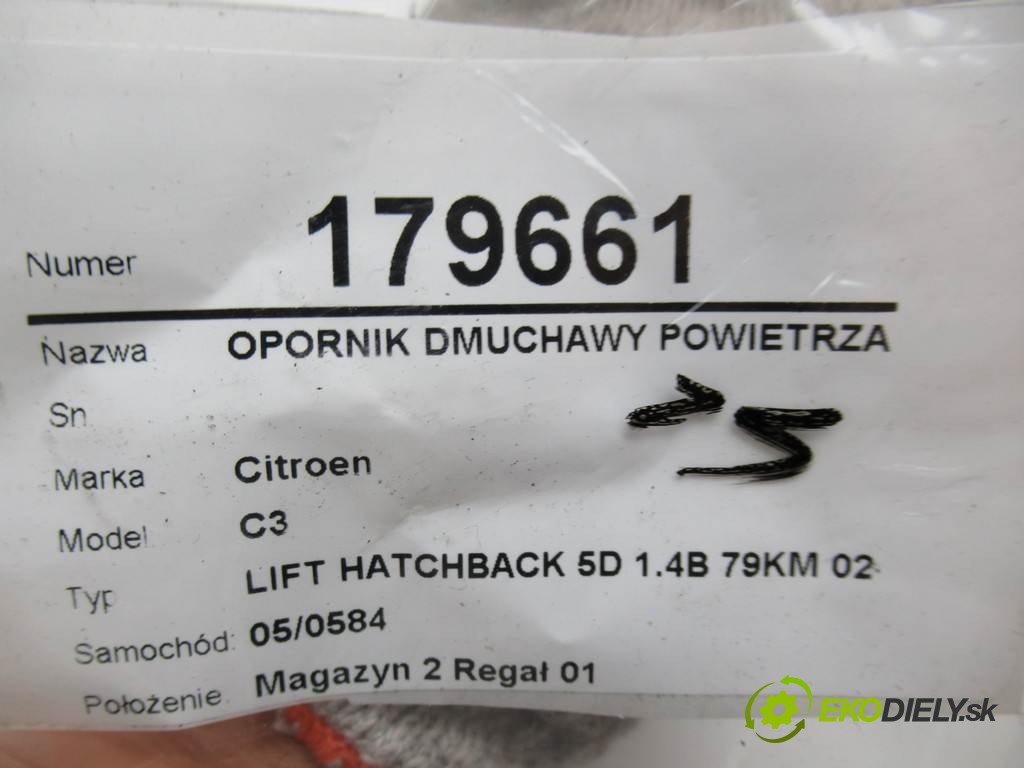 Numer 179661
Nazwa OPORNIK DMUCHAWY POWIETRZA
Sn
Marka Citroen
Model C3
Typ LIFT HATCHBACK 5D 1.4B 79KM 02-
Samochód: 05/0584
Położenie Magazyn 2 Regał 01
EKODIELY.sk